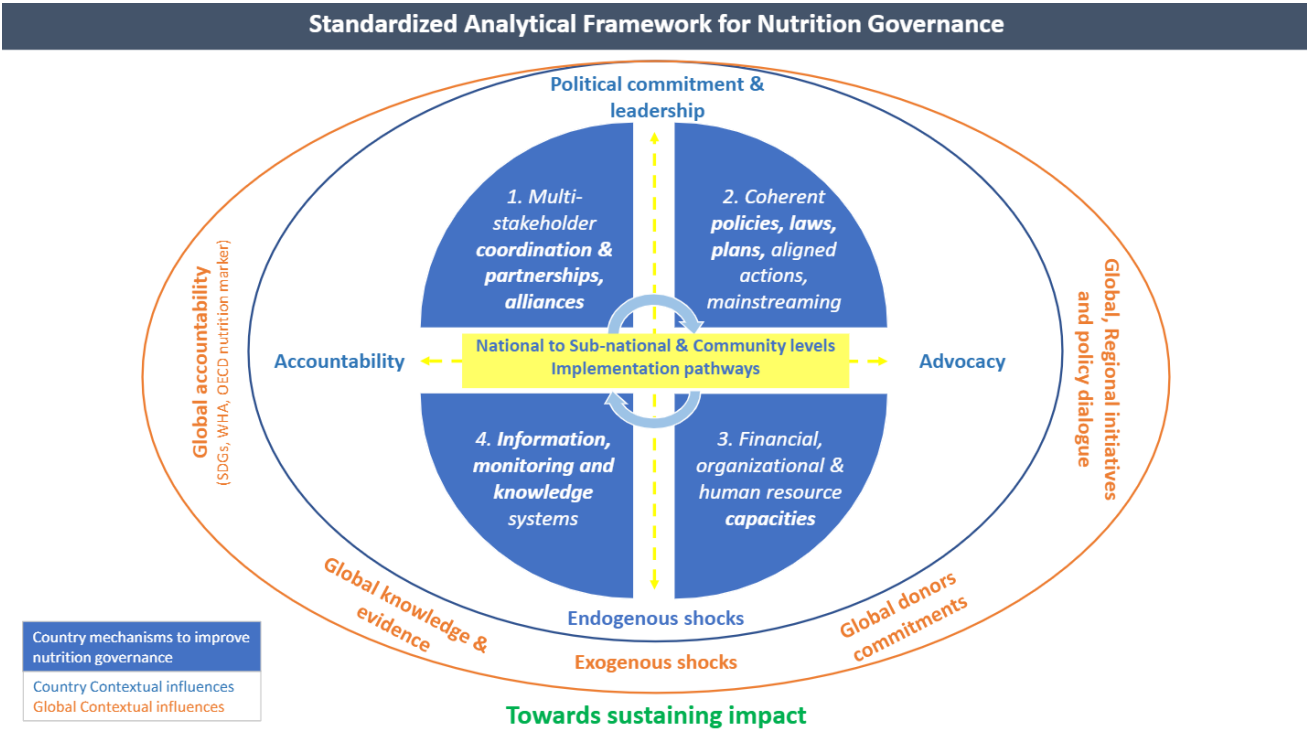 Standardized Analytical Framework for Nutrition Governance
Political commitment &
leadership
1. Multi-
stakeholder
coordination &
partnerships,
alliances
2. Coherent
policies, laws,
plans, aligned
actions,
mainstreaming
Global accountability
(SDGs, WHA, OECD nutrition marker)
Accountability
National to Sub-national & Community levels
Implementation pathways
Advocacy
Global, Regional initiatives
and policy dialogue
4. Information,
monitoring and
knowledge
systems
3. Financial,
organizational &
human resource
capacities
Global knowledge &
evidence
Endogenous shocks
Global donors
commitments
Exogenous shocks
Country mechanisms to improve
nutrition governance
Country Contextual influences
Global Contextual influences
Towards sustaining impact